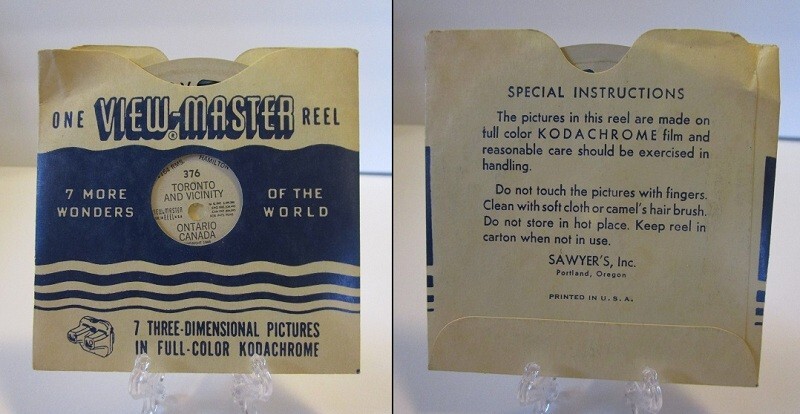 ONE VIEW-MASTER REEL
HAMILTON
376
TORONTO
AND VICINITY
ONTARIO
CANADA
7 MORE
WONDERS
OF THE
WORLD
7 THREE-DIMENSIONAL PICTURES
IN FULL-COLOR KODACHROME
SPECIAL INSTRUCTIONS
The pictures in this reel are made on
full color KODACHROME film and
reasonable care should be exercised in
handling.
Do not touch the pictures with fingers.
Clean with soft cloth or camel's hair brush.
Do not store in hot place. Keep reel in
carton when not in use.
SAWYER'S, Inc.
Portland, Oregon
PRINTED IN U. S. A.